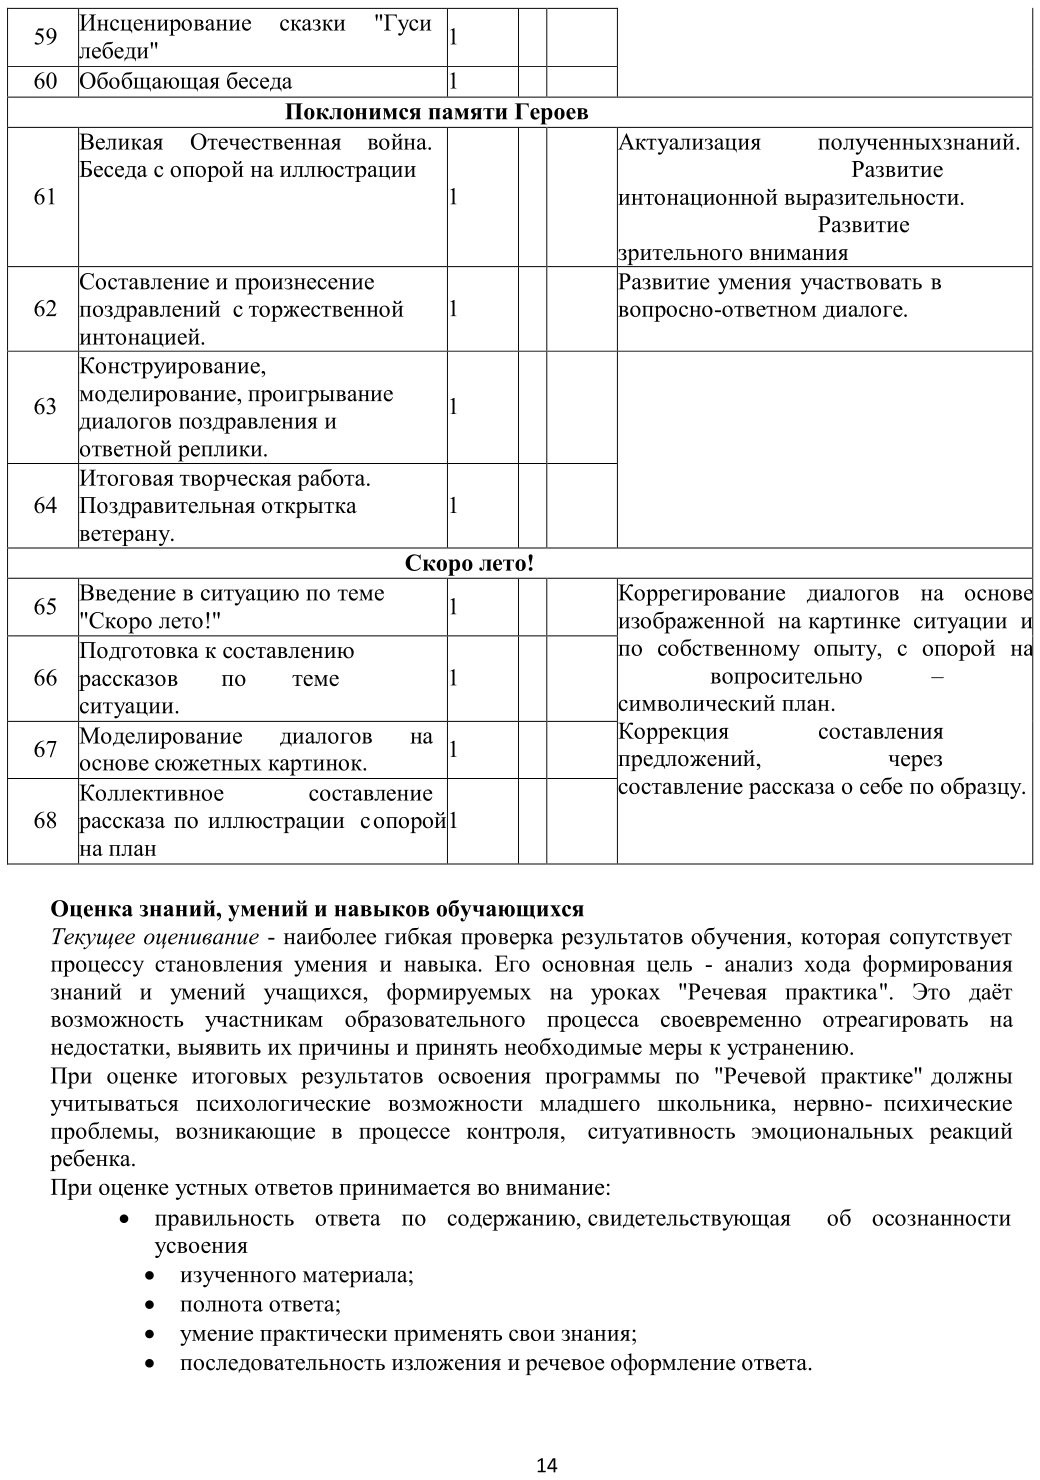 59 Инсценирование сказки "Гуси лебеди" 1
60 Обобщающая беседа 1
Поклонимся памяти Героев
61 Великая Отечественная война. Беседа с опорой на иллюстрации 1
Актуализация полученныхзнаний.
Развитие
интонационной выразительности.
Развитие
зрительного внимания
62 Составление и произнесение поздравлений с торжественной интонацией. 1
Развитие умения участвовать в
вопросно-ответном диалоге.
63 Конструирование, моделирование, проигрывание диалогов поздравления и ответной реплики. 1
64 Итоговая творческая работа. Поздравительная открытка ветерану. 1
Скоро лето!
65 Введение в ситуацию по теме "Скоро лето!" 1
Коррегирование диалогов на основе
изображенной на картинке ситуации и
по собственному опыту, с опорой на
вопросительно –
символический план.
Коррекция составления
предложений, через
составление рассказа о себе по образцу.
66 Подготовка к составлению рассказов по теме ситуации. 1
67 Моделирование диалогов на основе сюжетных картинок. 1
68 Коллективное составление рассказа по иллюстрации с опорой на план 1
Оценка знаний, умений и навыков обучающихся
Текущее оценивание - наиболее гибкая проверка результатов обучения, которая сопутствует
процессу становления умения и навыка. Его основная цель - анализ хода формирования
знаний и умений учащихся, формируемых на уроках "Речевая практика". Это даёт
возможность участникам образовательного процесса своевременно отреагировать на
недостатки, выявить их причины и принять необходимые меры к устранению.
При оценке итоговых результатов освоения программы по "Речевой практике" должны
учитываться психологические возможности младшего школьника, нервно- психические
проблемы, возникающие в процессе контроля, ситуативность эмоциональных реакций
ребенка.
При оценке устных ответов принимается во внимание:
• правильность ответа по содержанию, свидетельствующая об осознанности
усвоения
• изученного материала;
• полнота ответа;
• умение практически применять свои знания;
• последовательность изложения и речевое оформление ответа.
14